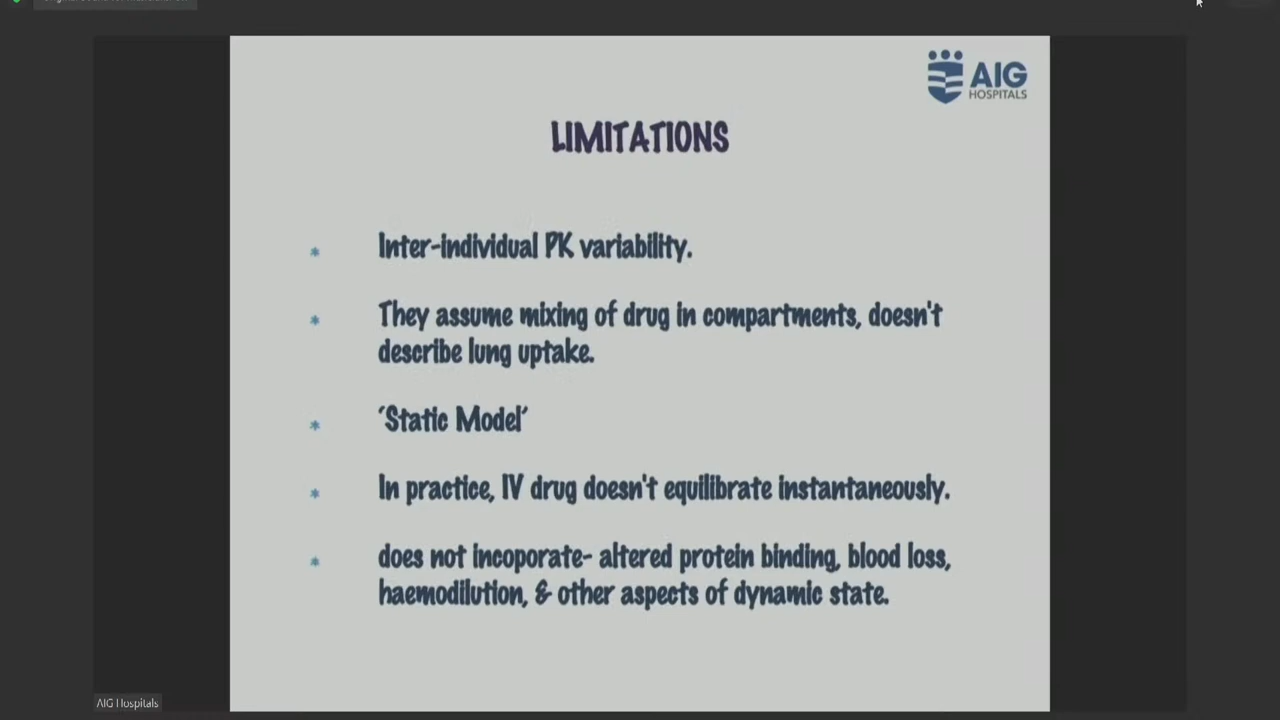 AIG
HOSPITALS
LIMITATIONS
* Inter-individual PK variability.
* They assume mixing of drug in compartments, doesn't
describe lung uptake.
* ‘Static Model’
* In practice, IV drug doesn't equilibrate instantaneously.
* does not incoporate- altered protein binding, blood loss,
haemodilution, & other aspects of dynamic state.
AIG Hospitals